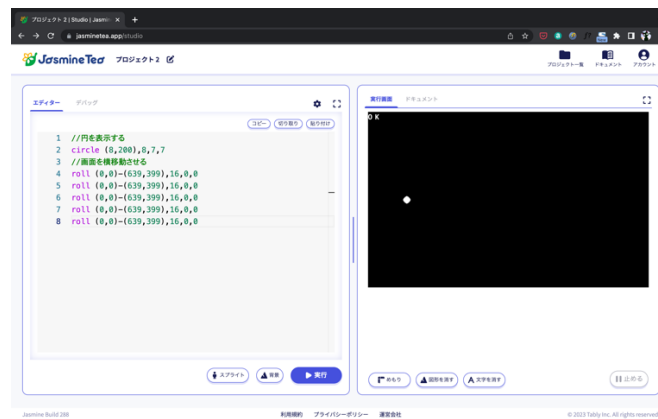 プロジェクト 2 | Studio | Jasmin
jasminetea.app/studio
JasmineTea プロジェクト2
プロジェクト一覧 ドキュメント アカウント
エディター デバッグ
コピー 切り取り 貼り付け
1 //円を表示する
2 circle (8,200),8,7,7
3 //画面を横移動させる
4 roll (0,0)-(639,399),16,0,0
5 roll (0,0)-(639,399),16,0,0
6 roll (0,0)-(639,399),16,0,0
7 roll (0,0)-(639,399),16,0,0
8 roll (0,0)-(639,399),16,0,0
スプライト 背景 実行
実行画面 ドキュメント
OK
めもり 図形を消す 文字を消す 止める
Jasmine Build 288
利用規約 プライバシーポリシー 運営会社
© 2023 Tably Inc. All rights reserved